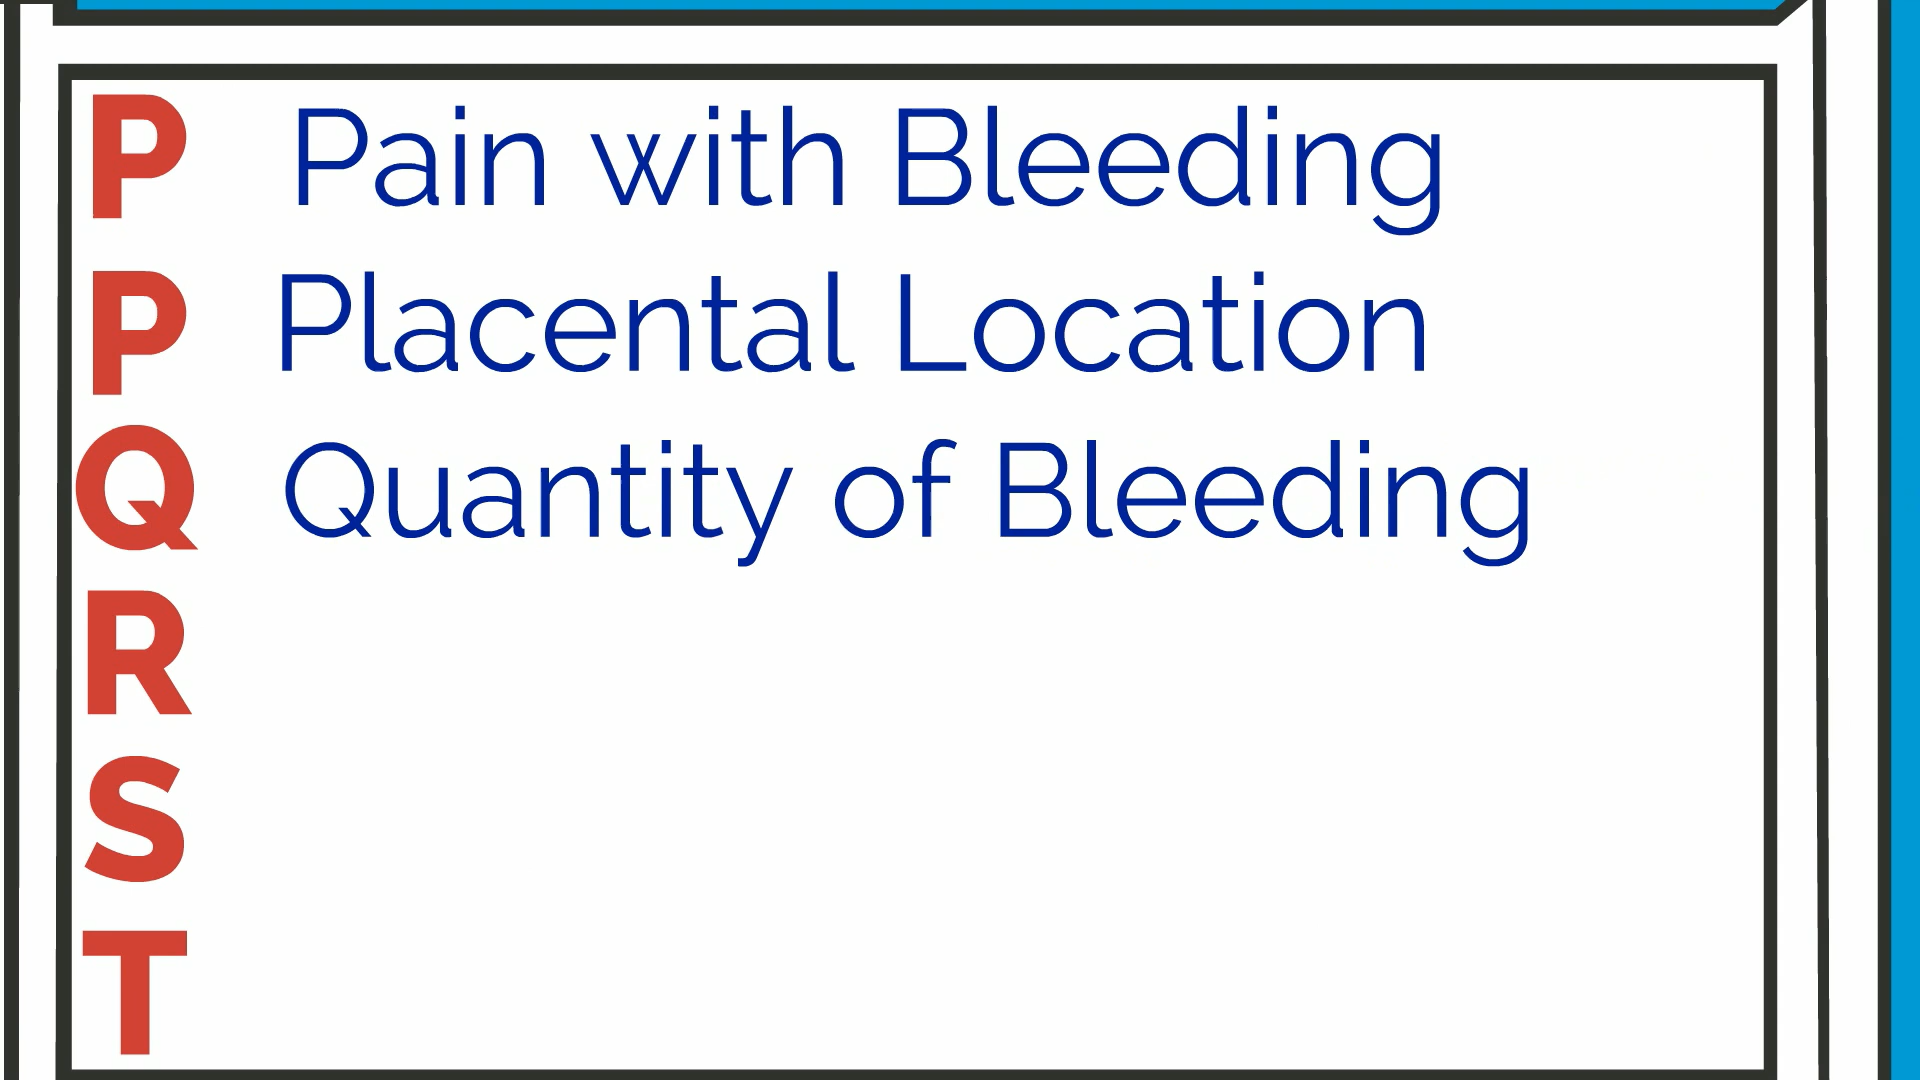 P Pain with Bleeding
P Placental Location
Q Quantity of Bleeding
R
S
T